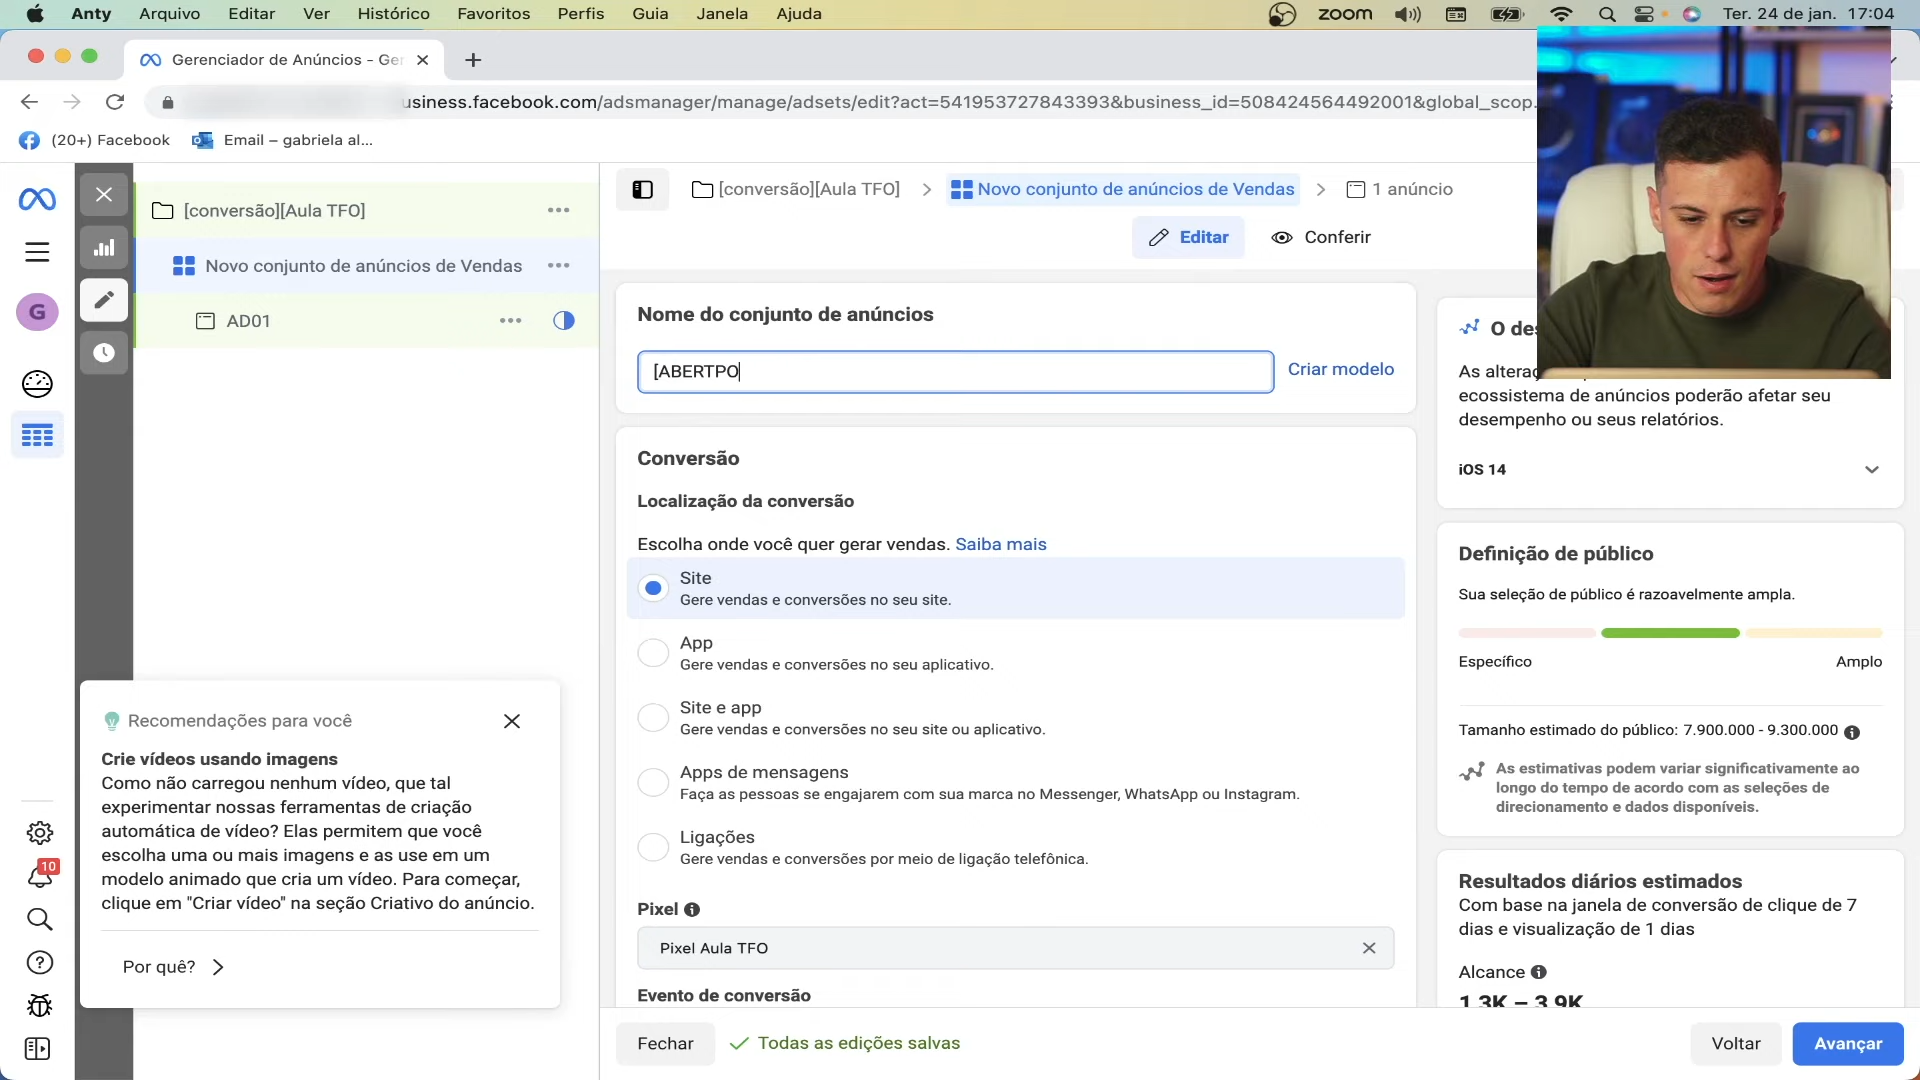 Anty Arquivo Editar Ver Histórico Favoritos Perfis Guia Janela Ajuda zoom Ter. 24 de jan. 17:04
Gerenciador de Anúncios - Ger
usiness.facebook.com/adsmanager/manage/adsets/edit?act=541953727843393&business_id=508424564492001&global_scop.
(20+) Facebook Email – gabriela al...
[conversão][Aula TFO]
Novo conjunto de anúncios de Vendas
AD01
G
[conversão][Aula TFO] > Novo conjunto de anúncios de Vendas > 1 anúncio
Editar Conferir
Nome do conjunto de anúncios
[ABERTPO
Criar modelo
Conversão
Localização da conversão
Escolha onde você quer gerar vendas. Saiba mais
Site
Gere vendas e conversões no seu site.
App
Gere vendas e conversões no seu aplicativo.
Site e app
Gere vendas e conversões no seu site ou aplicativo.
Apps de mensagens
Faça as pessoas se engajarem com sua marca no Messenger, WhatsApp ou Instagram.
Ligações
Gere vendas e conversões por meio de ligação telefônica.
Pixel
Pixel Aula TFO
Evento de conversão
O
As
ecossistema de anúncios poderão afetar seu
desempenho ou seus relatórios.
iOS 14
Definição de público
Sua seleção de público é razoavelmente ampla.
Específico Amplo
Tamanho estimado do público: 7.900.000 - 9.300.000
As estimativas podem variar significativamente ao
longo do tempo de acordo com as seleções de
direcionamento e dados disponíveis.
Resultados diários estimados
Com base na janela de conversão de clique de 7
dias e visualização de 1 dias
Alcance
1,3K – 3,9K
10
Recomendações para você
Crie vídeos usando imagens
Como não carregou nenhum vídeo, que tal
experimentar nossas ferramentas de criação
automática de vídeo? Elas permitem que você
escolha uma ou mais imagens e as use em um
modelo animado que cria um vídeo. Para começar,
clique em "Criar vídeo" na seção Criativo do anúncio.
Por quê?
Fechar Todas as edições salvas Voltar Avançar